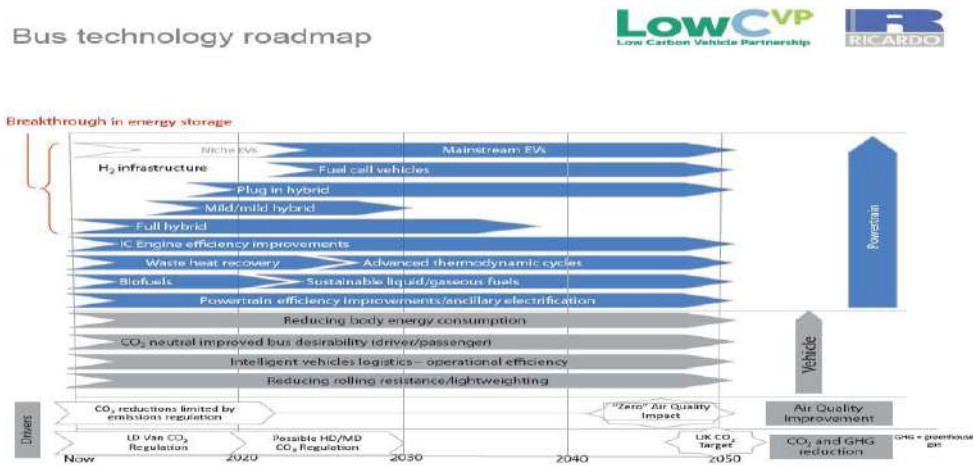 Bus technology roadmap
LowCVP
Low Carbon Vehicle Partnership
RICARDO
Breakthrough in energy storage
Niche EVs
Mainstream EVs
H₂ infrastructure
Fuel cell vehicles
Plug in hybrid
Mild/mild hybrid
Full hybrid
IC Engine efficiency improvements
Waste heat recovery
Advanced thermodynamic cycles
Biofuels
Sustainable liquid/gaseous fuels
Powertrain efficiency improvements/ancillary electrification
Powertrain
Reducing body energy consumption
CO₂ neutral improved bus desirability (driver/passenger)
Intelligent vehicles logistics – operational efficiency
Reducing rolling resistance/lightweighting
Vehicle
Drivers
CO₂ reductions limited by
emissions regulation
"Zero" Air Quality
Impact
Air Quality
Improvement
LD Van CO₂
Regulation
Possible HD/MD
CO₂ Regulation
UK CO₂
Target
CO₂ and GHG
reduction
GHG = greenhouse
gas
Now
2020
2030
2040
2050